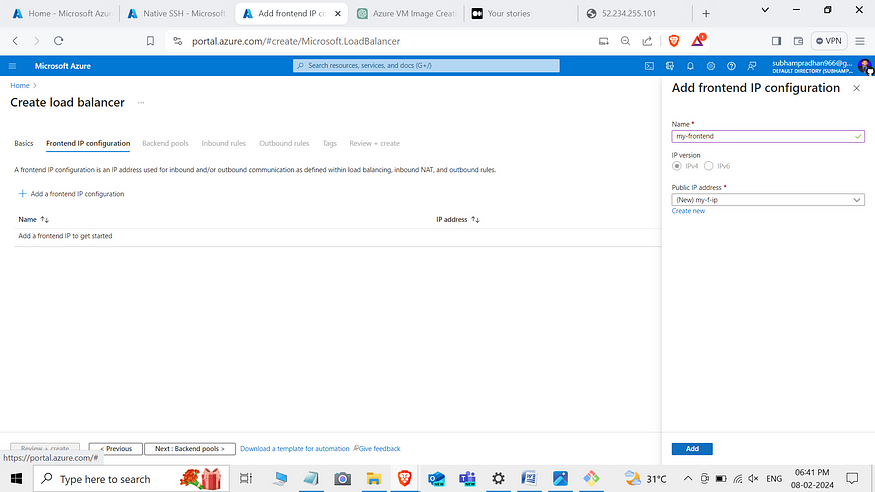 Home - Microsoft Azur
Native SSH - Microsoft
Add frontend IP co
Azure VM Image Creat
Your stories
52.234.255.101
portal.azure.com/#create/Microsoft.LoadBalancer
1
VPN
Microsoft Azure
Search resources, services, and docs (G+/)
subhampradhan966@g...
DEFAULT DIRECTORY (SUBHAMP...
Home >
Create load balancer ...
Basics
Frontend IP configuration
Backend pools
Inbound rules
Outbound rules
Tags
Review + create
A frontend IP configuration is an IP address used for inbound and/or outbound communication as defined within load balancing, inbound NAT, and outbound rules.
+ Add a frontend IP configuration
Name ↑↓
IP address ↑↓
Add a frontend IP to get started
Add frontend IP configuration
Name *
my-frontend
IP version
IPv4
IPv6
Public IP address *
(New) my-f-ip
Create new
Review + create
< Previous
Next : Backend pools >
Download a template for automation
Give feedback
Add
https://portal.azure.com/#
Type here to search
NEW
NEW
31°C
ENG
06:41 PM
08-02-2024